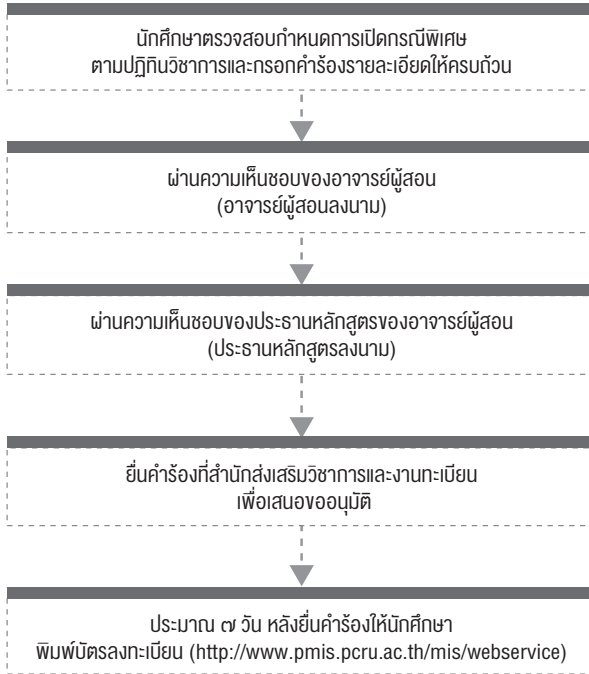 นักศึกษาตรวจสอบกำหนดการเปิดกรณีพิเศษ
ตามปฏิทินวิชาการและกรอกคำร้องรายละเอียดให้ครบถ้วน
ผ่านความเห็นชอบของอาจารย์ผู้สอน
(อาจารย์ผู้สอนลงนาม)
ผ่านความเห็นชอบของประธานหลักสูตรของอาจารย์ผู้สอน
(ประธานหลักสูตรลงนาม)
ยื่นคำร้องที่สำนักส่งเสริมวิชาการและงานทะเบียน
เพื่อเสนอขออนุมัติ
ประมาณ ๗ วัน หลังยื่นคำร้องให้นักศึกษา
พิมพ์บัตรลงทะเบียน (http://www.pmis.pcru.ac.th/mis/webservice)